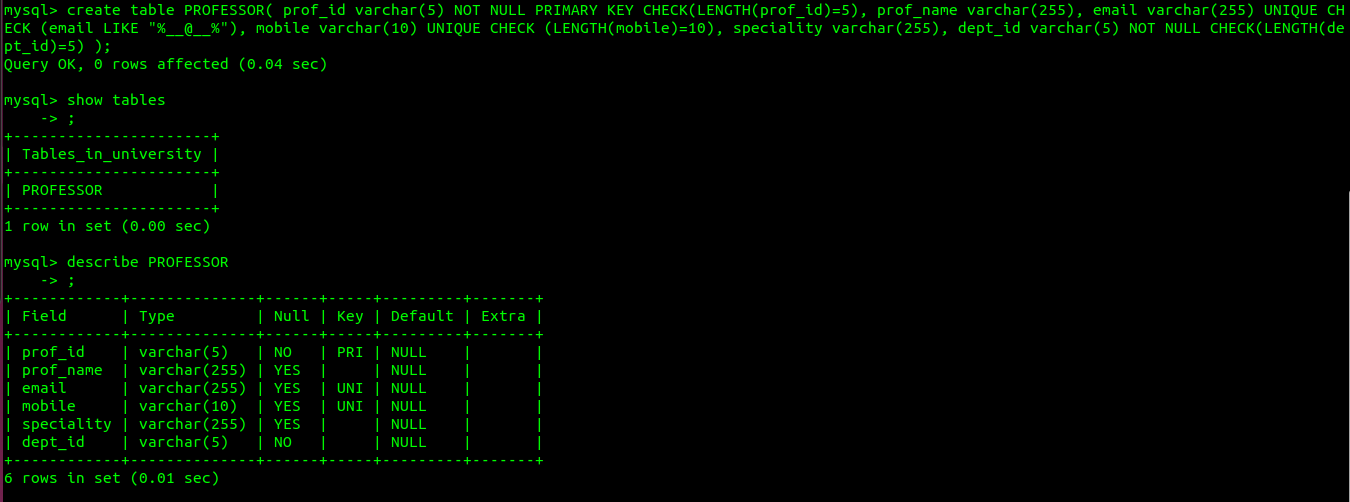 mysql> create table PROFESSOR( prof_id varchar(5) NOT NULL PRIMARY KEY CHECK(LENGTH(prof_id)=5), prof_name varchar(255), email varchar(255) UNIQUE CH
ECK (email LIKE "%__@__%"), mobile varchar(10) UNIQUE CHECK (LENGTH(mobile)=10), speciality varchar(255), dept_id varchar(5) NOT NULL CHECK(LENGTH(de
pt_id)=5) );
Query OK, 0 rows affected (0.04 sec)

mysql> show tables
    -> ;
+----------------------+
| Tables_in_university |
+----------------------+
| PROFESSOR            |
+----------------------+
1 row in set (0.00 sec)

mysql> describe PROFESSOR
    -> ;
+------------+--------------+------+-----+---------+-------+
| Field      | Type         | Null | Key | Default | Extra |
+------------+--------------+------+-----+---------+-------+
| prof_id    | varchar(5)   | NO   | PRI | NULL    |       |
| prof_name  | varchar(255) | YES  |     | NULL    |       |
| email      | varchar(255) | YES  | UNI | NULL    |       |
| mobile     | varchar(10)  | YES  | UNI | NULL    |       |
| speciality | varchar(255) | YES  |     | NULL    |       |
| dept_id    | varchar(5)   | NO   |     | NULL    |       |
+------------+--------------+------+-----+---------+-------+
6 rows in set (0.01 sec)